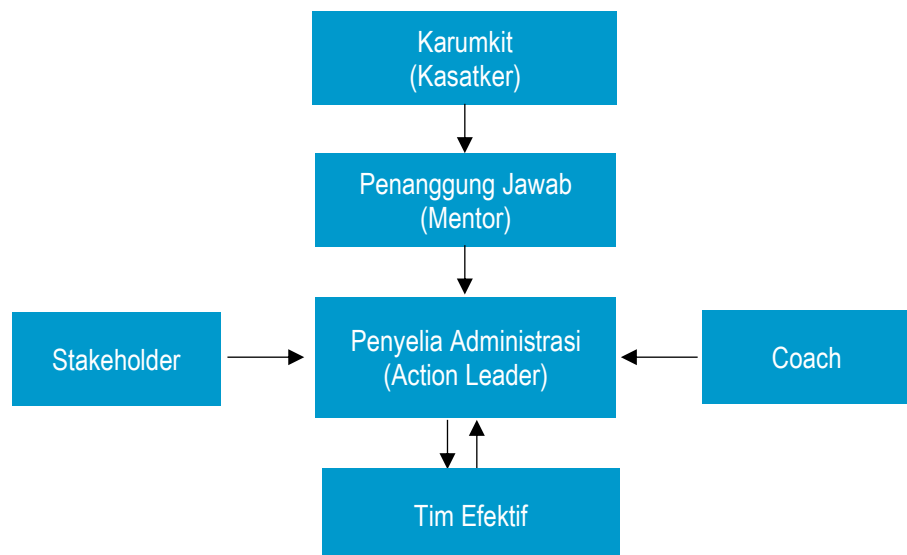 Karumkit
(Kasatker)
Penanggung Jawab
(Mentor)
Stakeholder
Penyelia Administrasi
(Action Leader)
Coach
Tim Efektif